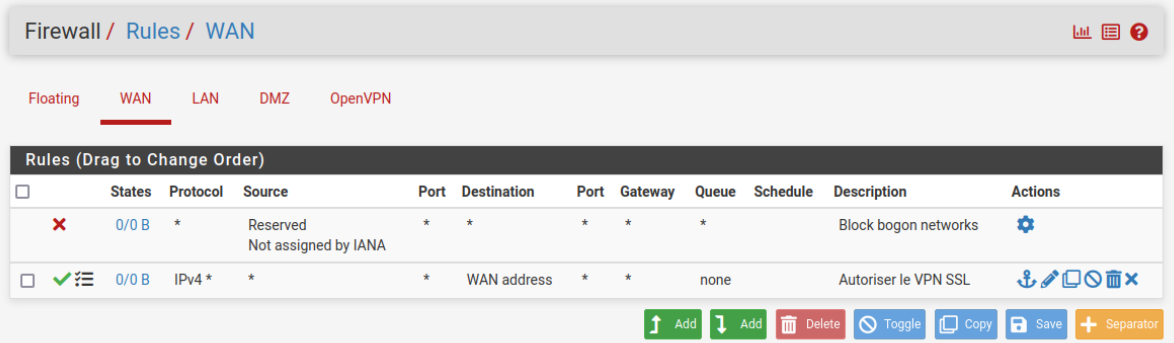 Firewall / Rules / WAN
Floating WAN LAN DMZ OpenVPN
Rules (Drag to Change Order)
States Protocol Source Port Destination Port Gateway Queue Schedule Description Actions
0/0 B * Reserved * * * * * Block bogon networks
Not assigned by IANA
0/0 B IPv4 * * * WAN address * * none Autoriser le VPN SSL
Add Add Delete Toggle Copy Save Separator